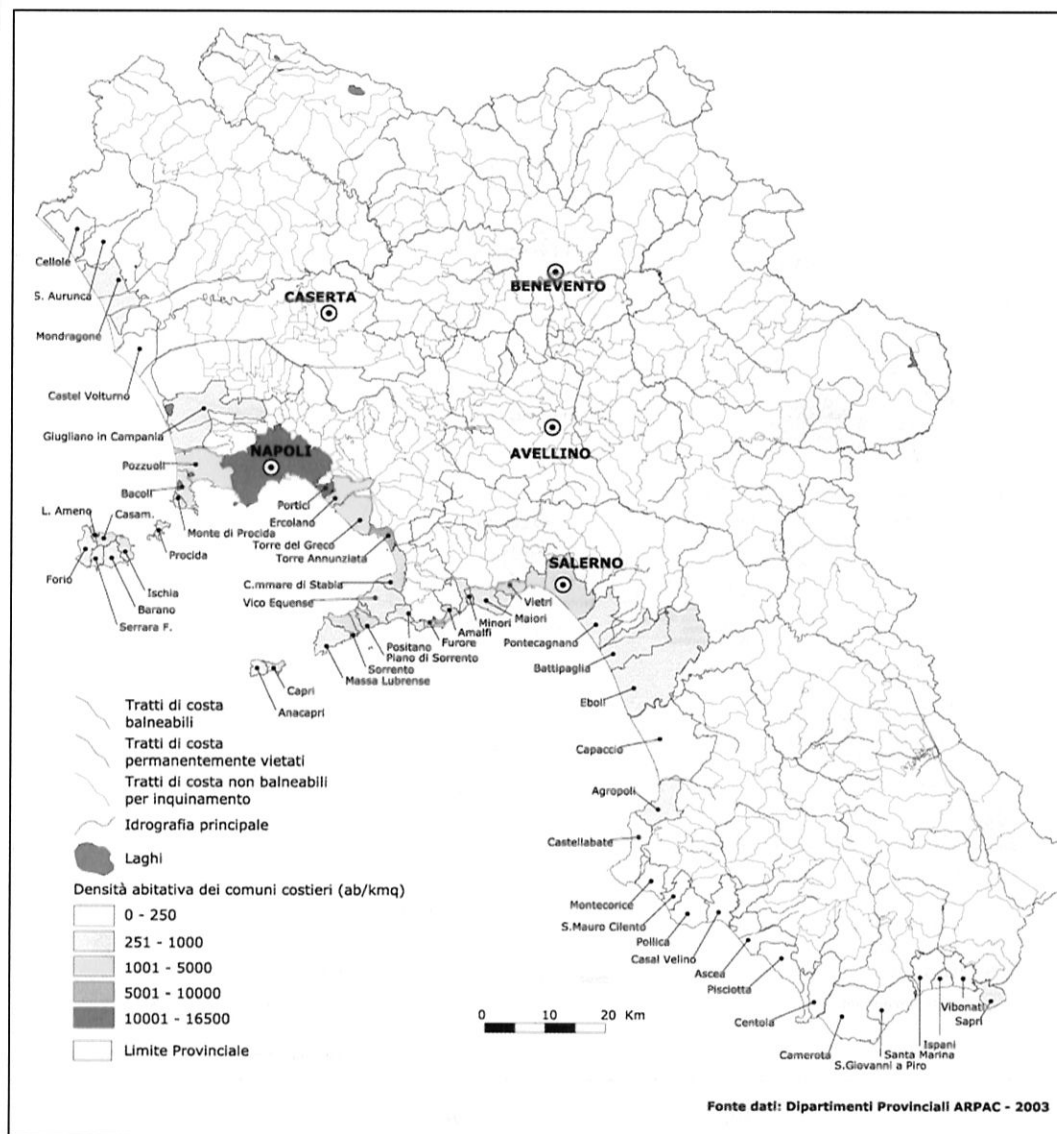 Cellole
S. Aurunca
Mondragone
Castel Volturno
CASERTA
BENEVENTO
AVELLINO
Giugliano in Campania
NAPOLI
Pozzuoli
Bacoli
Monte di Procida
Procida
L. Ameno
Casam.
Forio
Ischia
Barano
Serrara F.
Portici
Ercolano
Torre del Greco
Torre Annunziata
C.mmare di Stabia
Vico Equense
SALERNO
Vietri
Maiori
Minori
Amalfi
Furore
Positano
Piano di Sorrento
Sorrento
Massa Lubrense
Capri
Anacapri
Pontecagnano
Battipaglia
Eboli
Capaccio
Agropoli
Castellabate
Montecorice
S.Mauro Cilento
Pollica
Casal Velino
Ascea
Pisciotta
Centola
Camerota
S.Giovanni a Piro
Santa Marina
Ispani
Vibonati
Sapri
Tratti di costa
balneabili
Tratti di costa
permanentemente vietati
Tratti di costa non balneabili
per inquinamento
Idrografia principale
Laghi
Densità abitativa dei comuni costieri (ab/kmq)
0 - 250
251 - 1000
1001 - 5000
5001 - 10000
10001 - 16500
Limite Provinciale
0 10 20 Km
Fonte dati: Dipartimenti Provinciali ARPAC - 2003